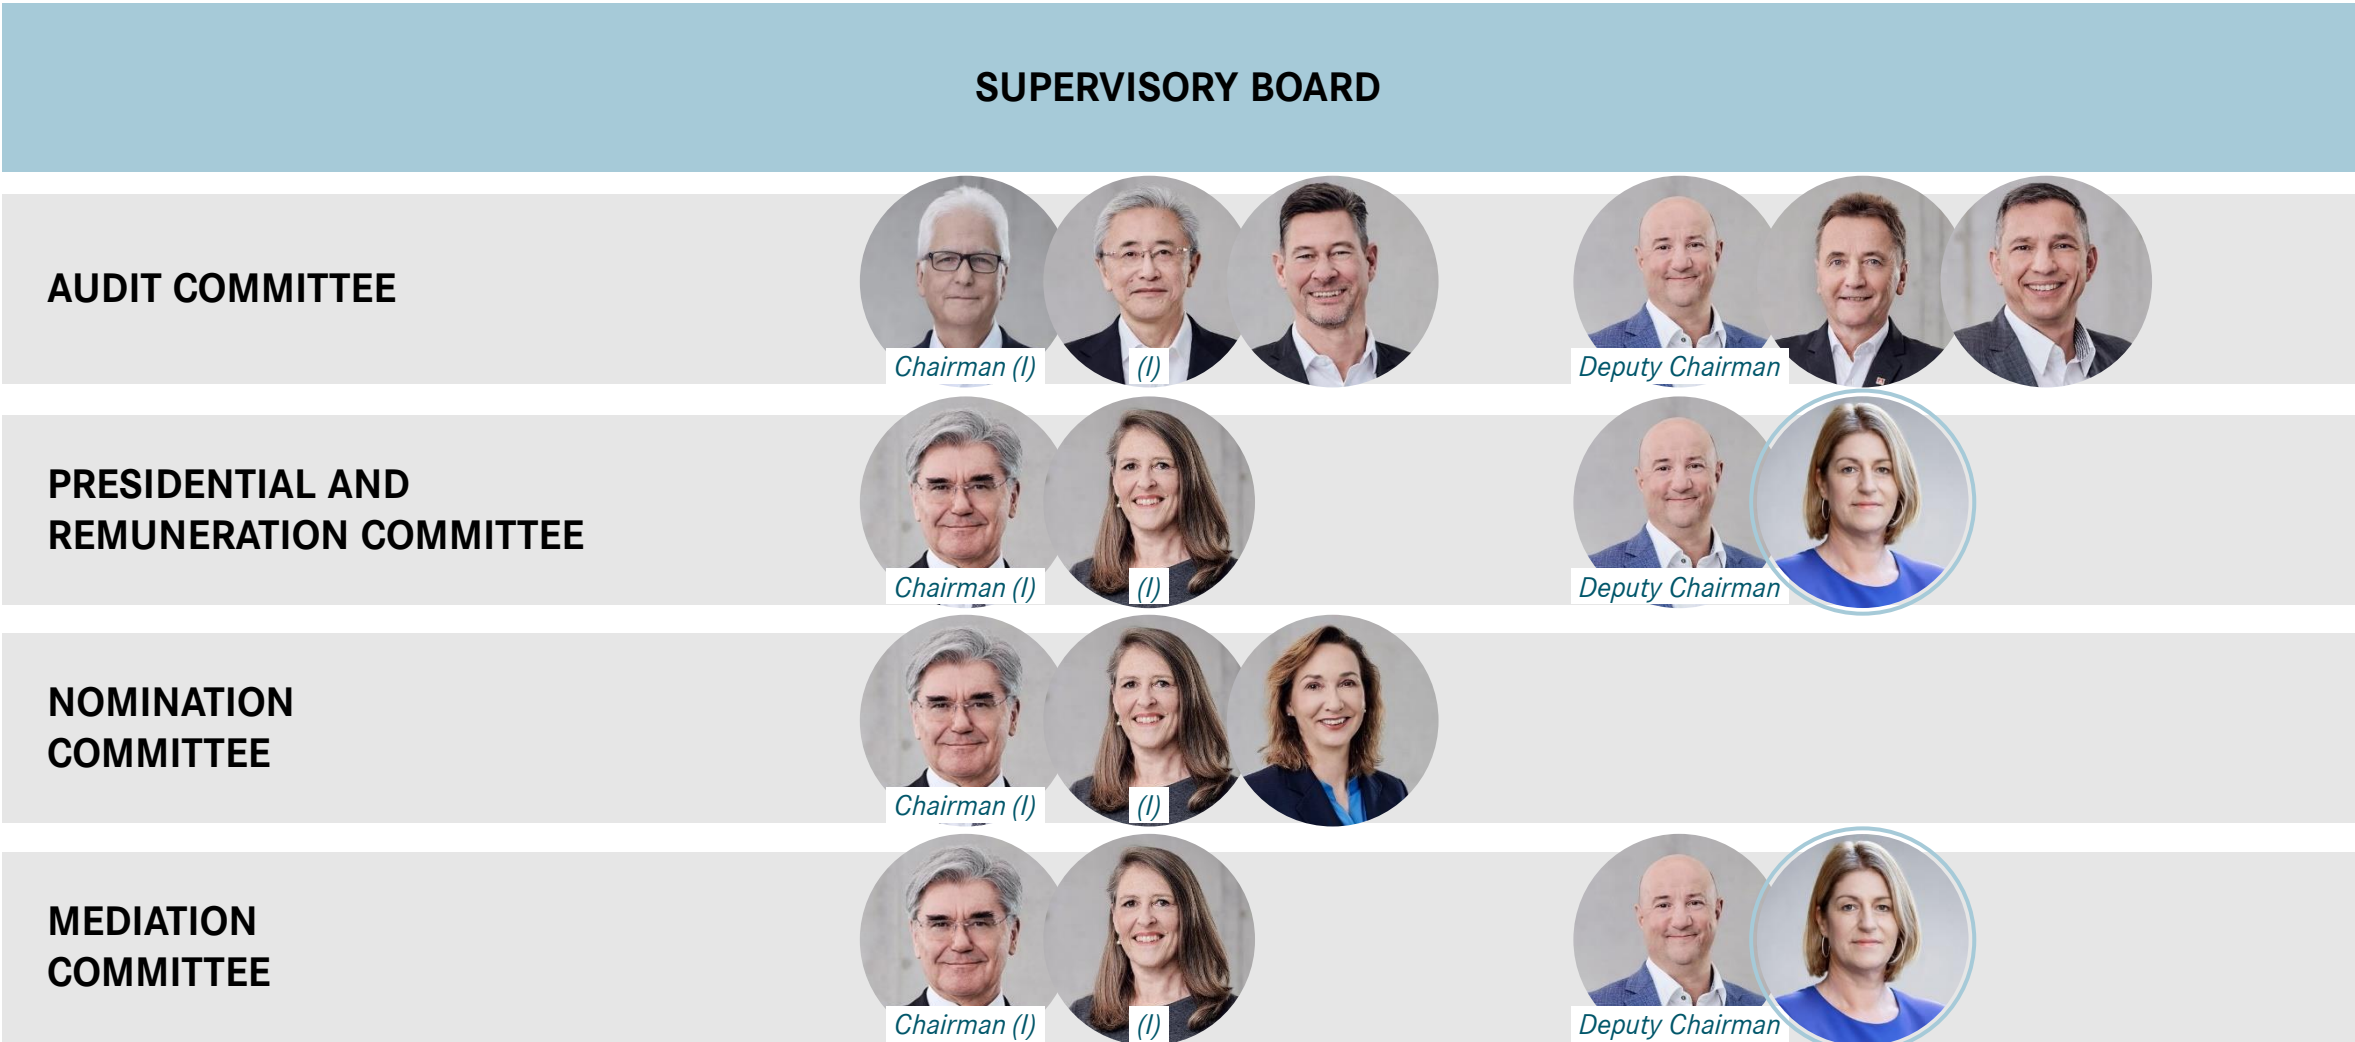 SUPERVISORY BOARD
AUDIT COMMITTEE
Chairman (I)
(I)
Deputy Chairman
PRESIDENTIAL AND
REMUNERATION COMMITTEE
Chairman (I)
(I)
Deputy Chairman
NOMINATION
COMMITTEE
Chairman (I)
(I)
MEDIATION
COMMITTEE
Chairman (I)
(I)
Deputy Chairman